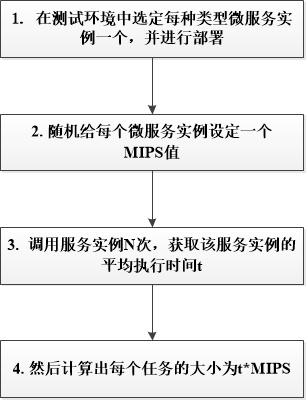 1. 在测试环境中选定每种类型微服务实
例一个，并进行部署
2. 随机给每个微服务实例设定一个
MIPS值
3. 调用服务实例N次，获取该服务实例的
平均执行时间t
4. 然后计算出每个任务的大小为t*MIPS